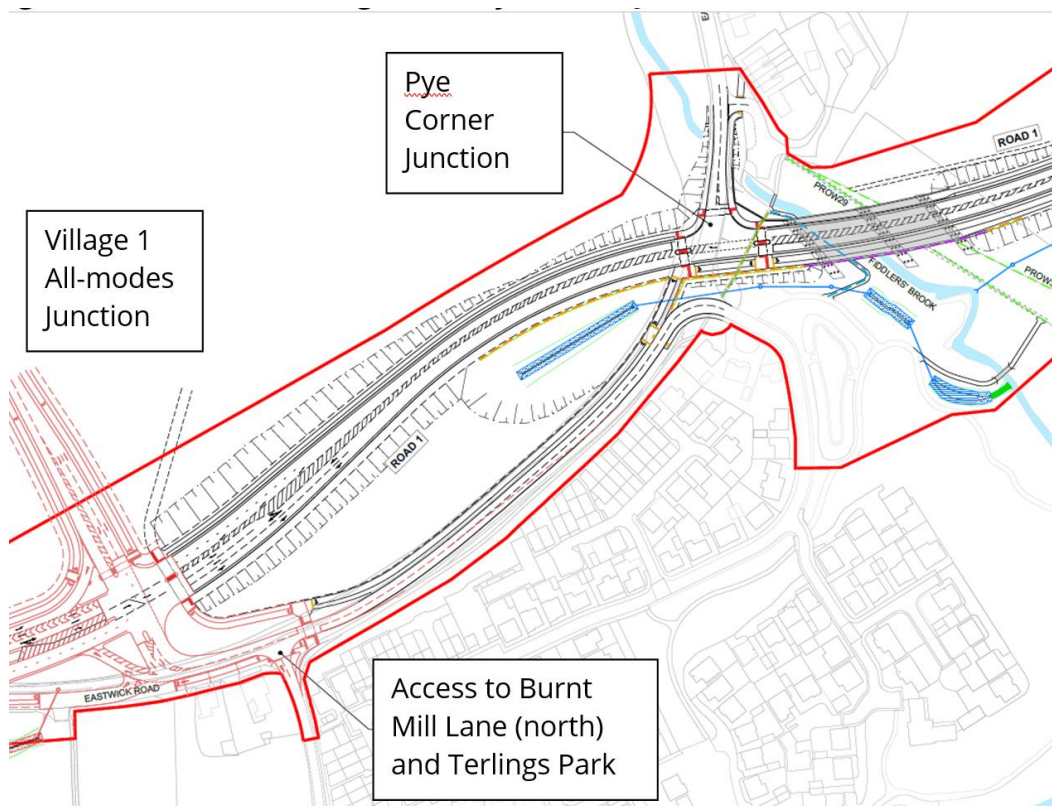 Pye
Corner
Junction
ROAD 1
PROW29
Village 1
All-modes
Junction
FIDDLERS' BROOK
PROW
ROAD 1
EASTWICK ROAD
Access to Burnt
Mill Lane (north)
and Terlings Park